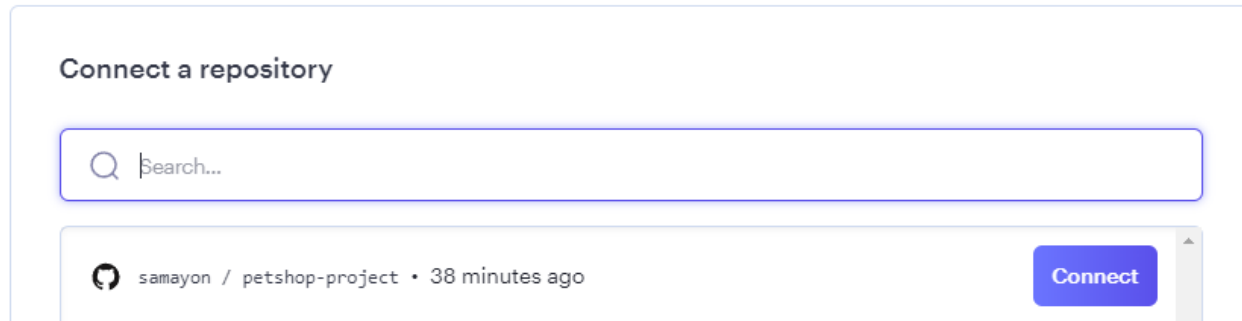 Connect a repository
Search...
samayon / petshop-project • 38 minutes ago
Connect